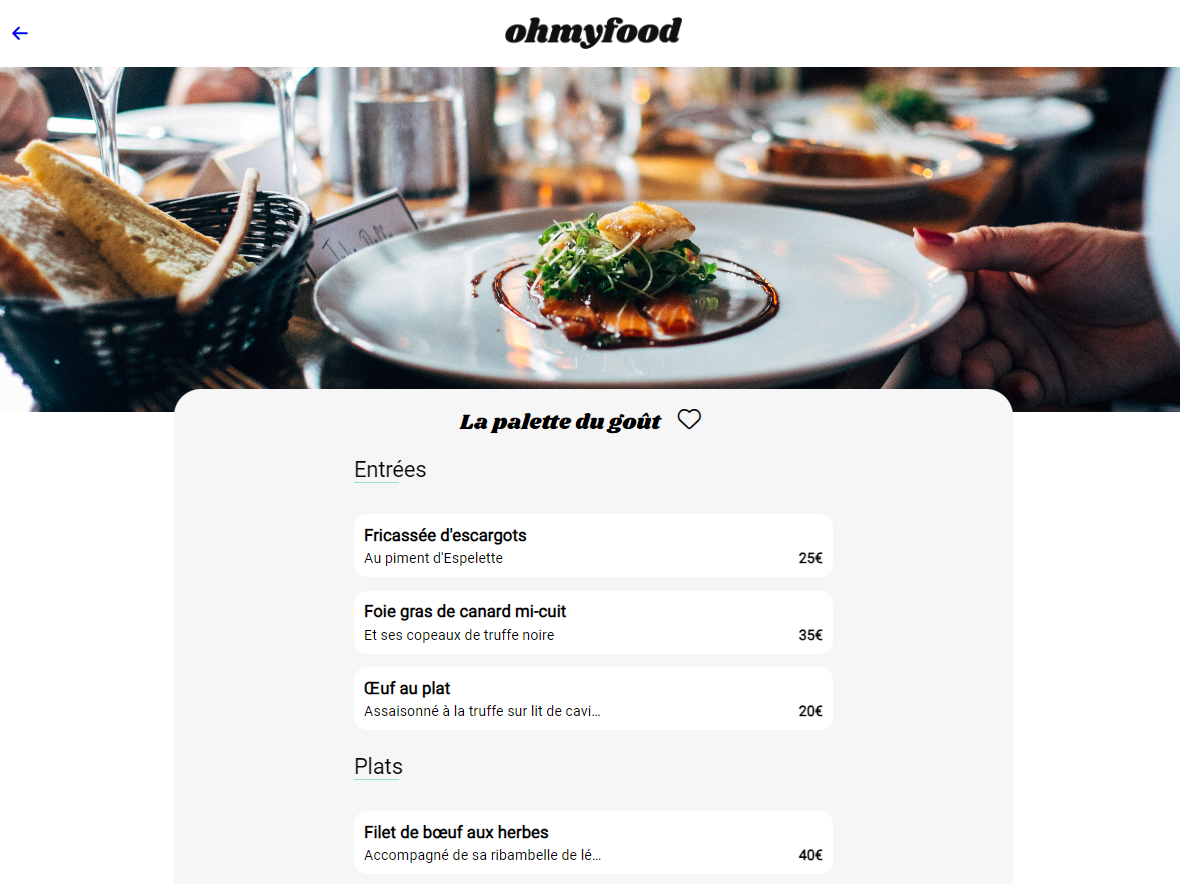 ohmyfood
La palette du goût
Entrées
Fricassée d'escargots
Au piment d'Espelette
25€
Foie gras de canard mi-cuit
Et ses copeaux de truffe noire
35€
Œuf au plat
Assaisonné à la truffe sur lit de cavi...
20€
Plats
Filet de bœuf aux herbes
Accompagné de sa ribambelle de lé...
40€